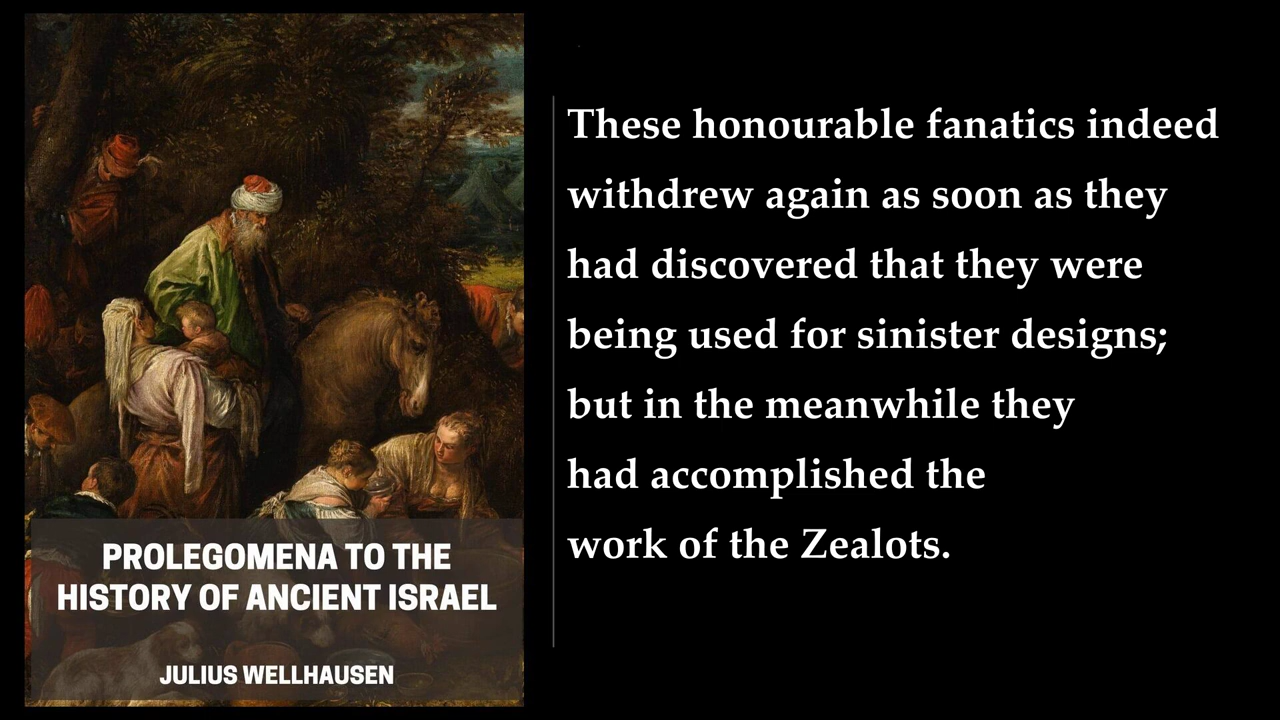 PROLEGOMENA TO THE
HISTORY OF ANCIENT ISRAEL
JULIUS WELLHAUSEN
These honourable fanatics indeed
withdrew again as soon as they
had discovered that they were
being used for sinister designs;
but in the meanwhile they
had accomplished the
work of the Zealots.